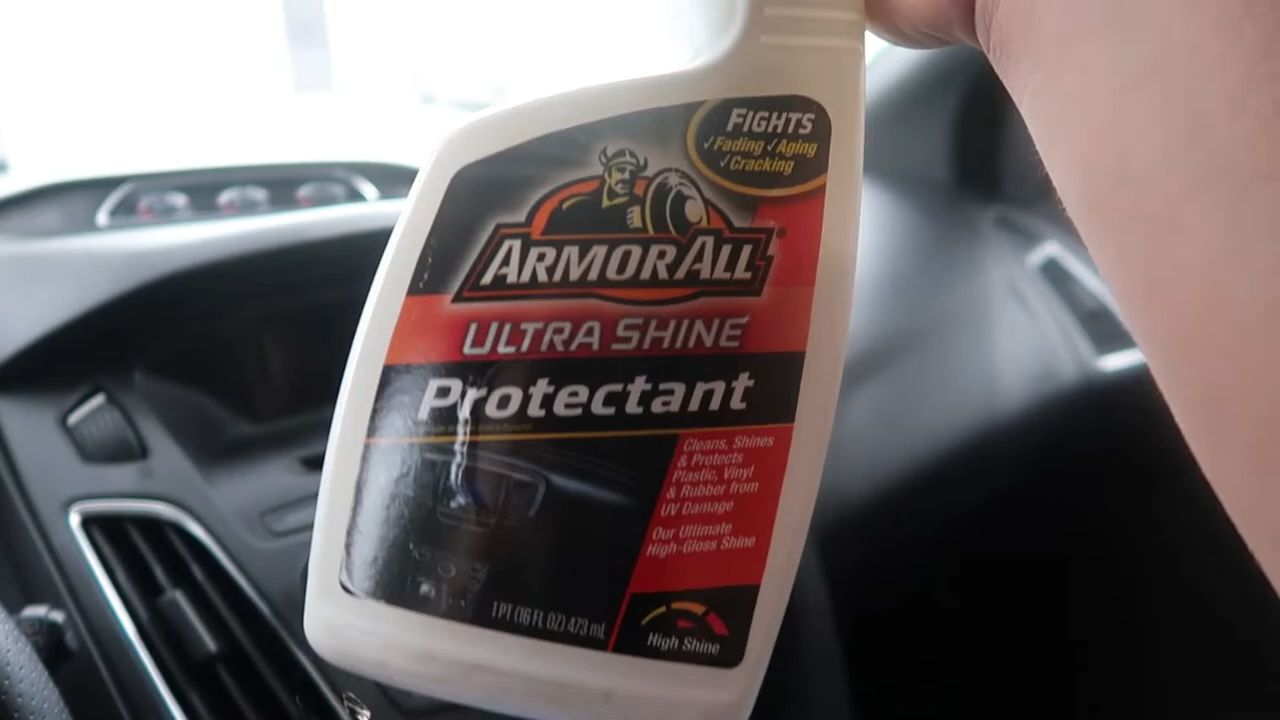 FIGHTS
✓Fading ✓Aging
✓Cracking
ARMORALL®
ULTRA SHINE
Protectant
Cleans, Shines
& Protects
Plastic, Vinyl
& Rubber from
UV Damage
Our Ultimate
High-Gloss Shine
1 PT (16 FL OZ) 473 mL
High Shine